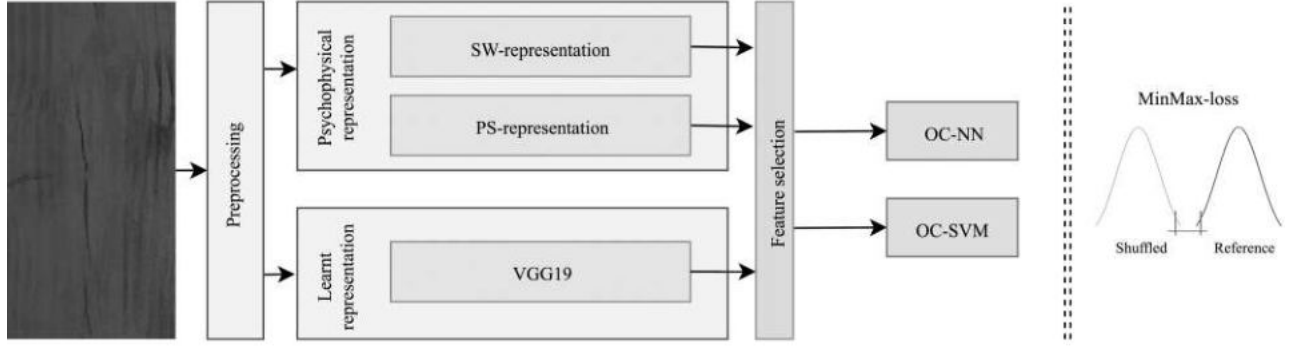 Preprocessing
Psychophysical
representation
SW-representation
PS-representation
Learnt
representation
VGG19
Feature selection
OC-NN
OC-SVM
MinMax-loss
Shuffled
Reference